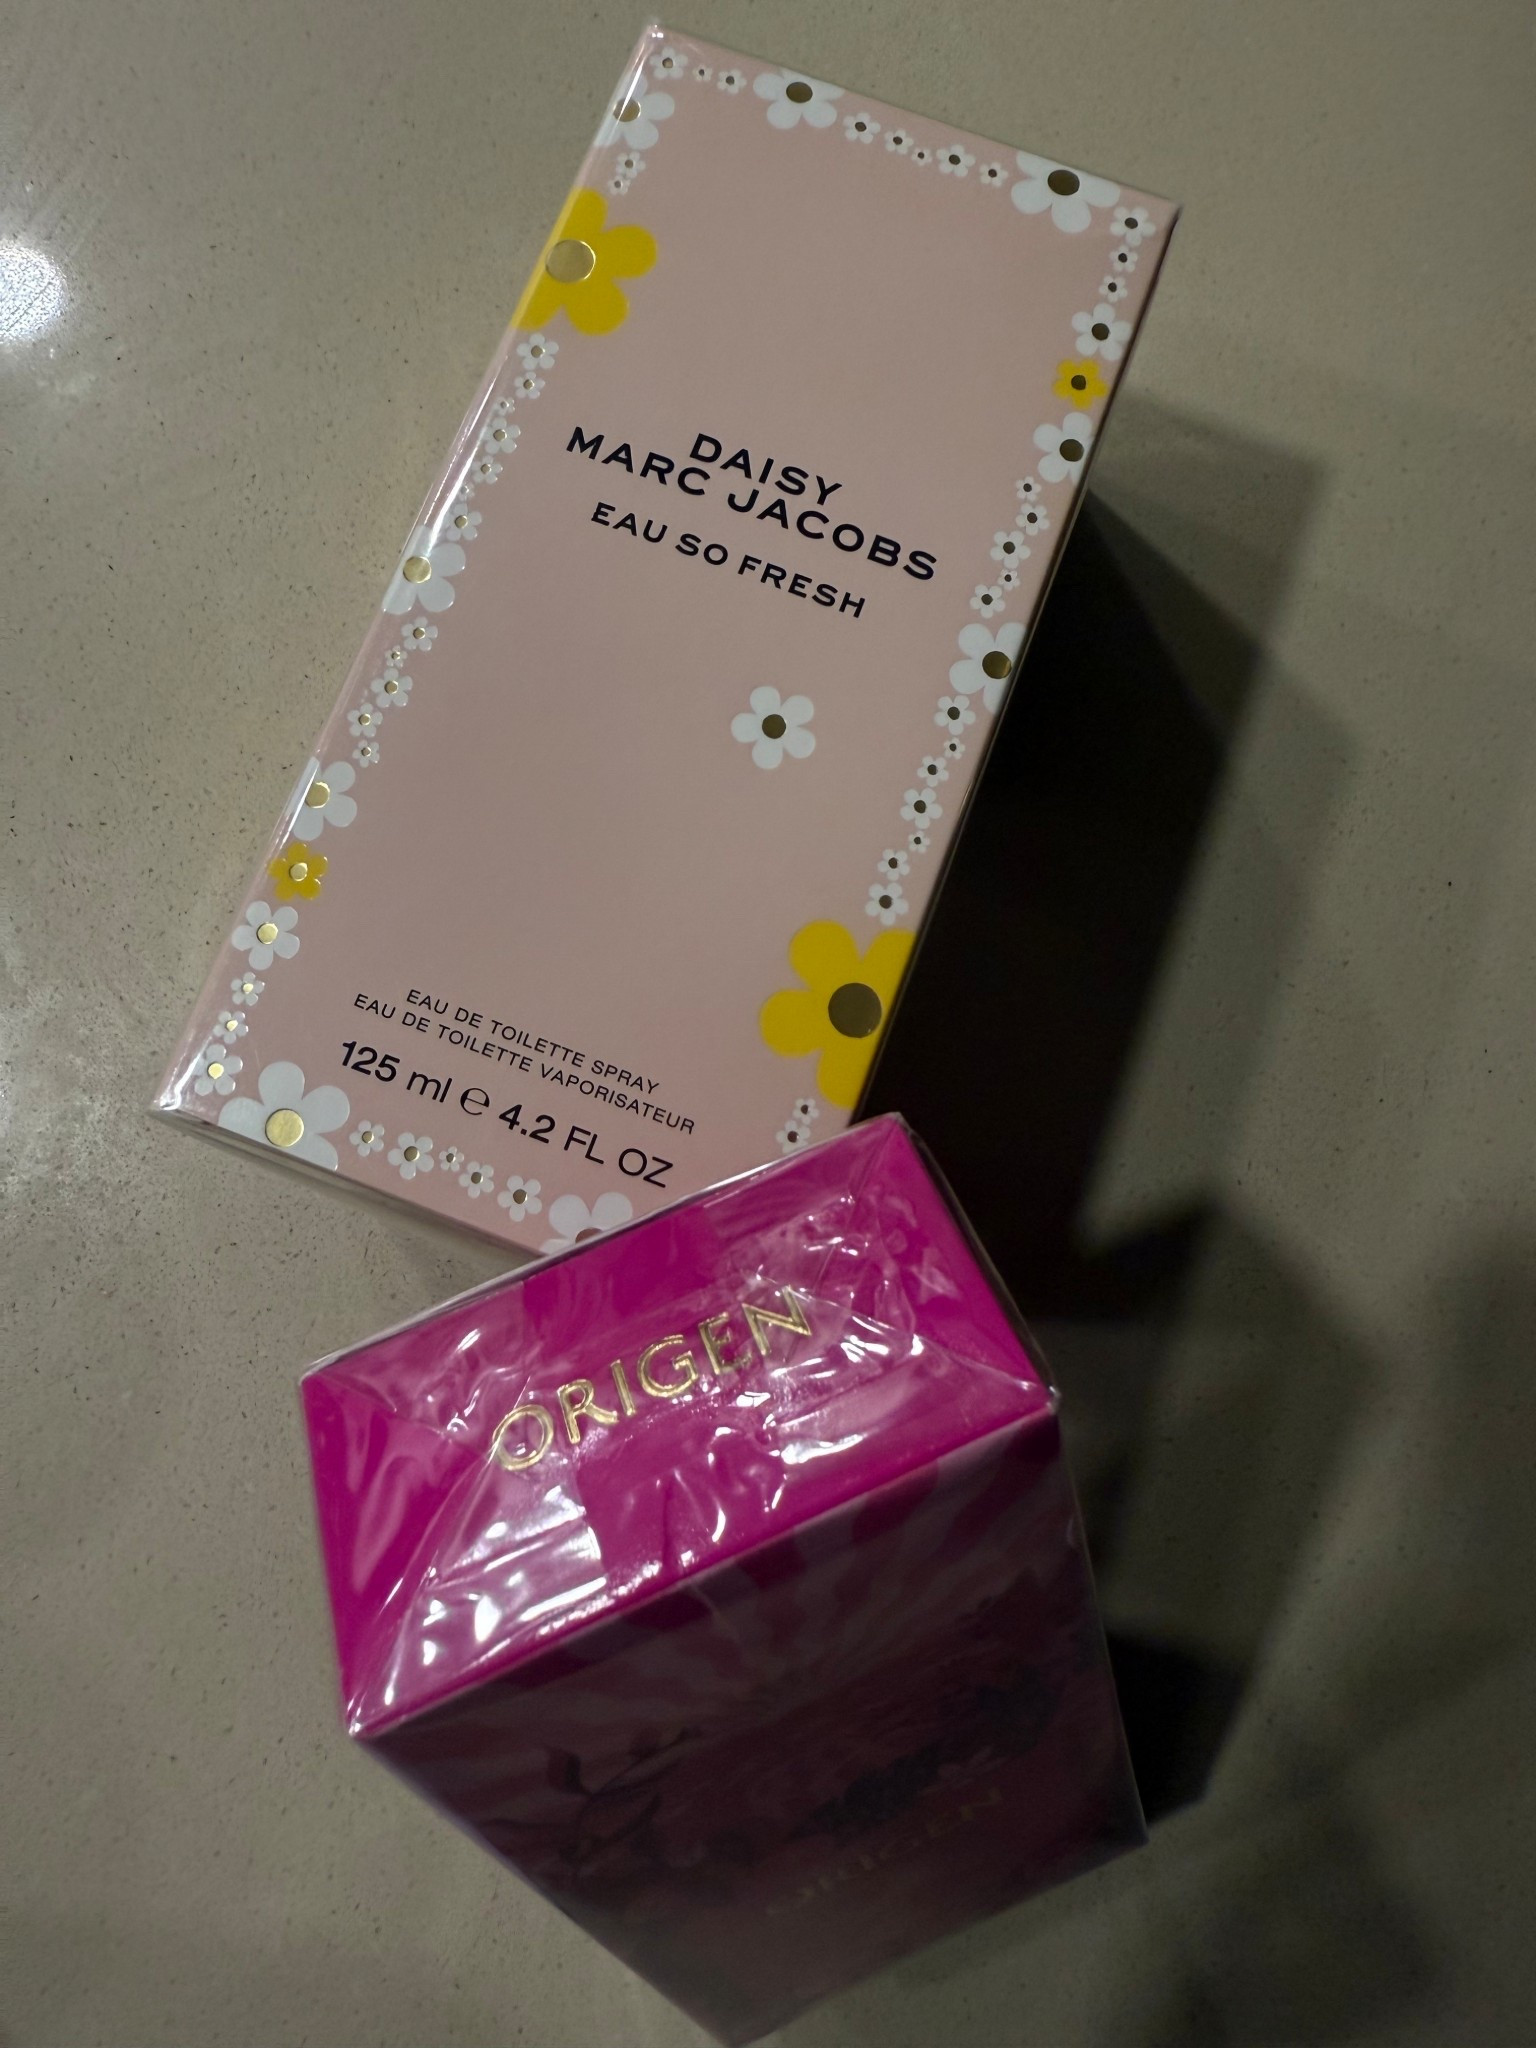 DAISY
MARC JACOBS
EAU SO FRESH
EAU DE TOILETTE SPRAY
EAU DE TOILETTE VAPORISATEUR
125 ml ℮ 4.2 FL OZ
ORIGEN
ORIGEN